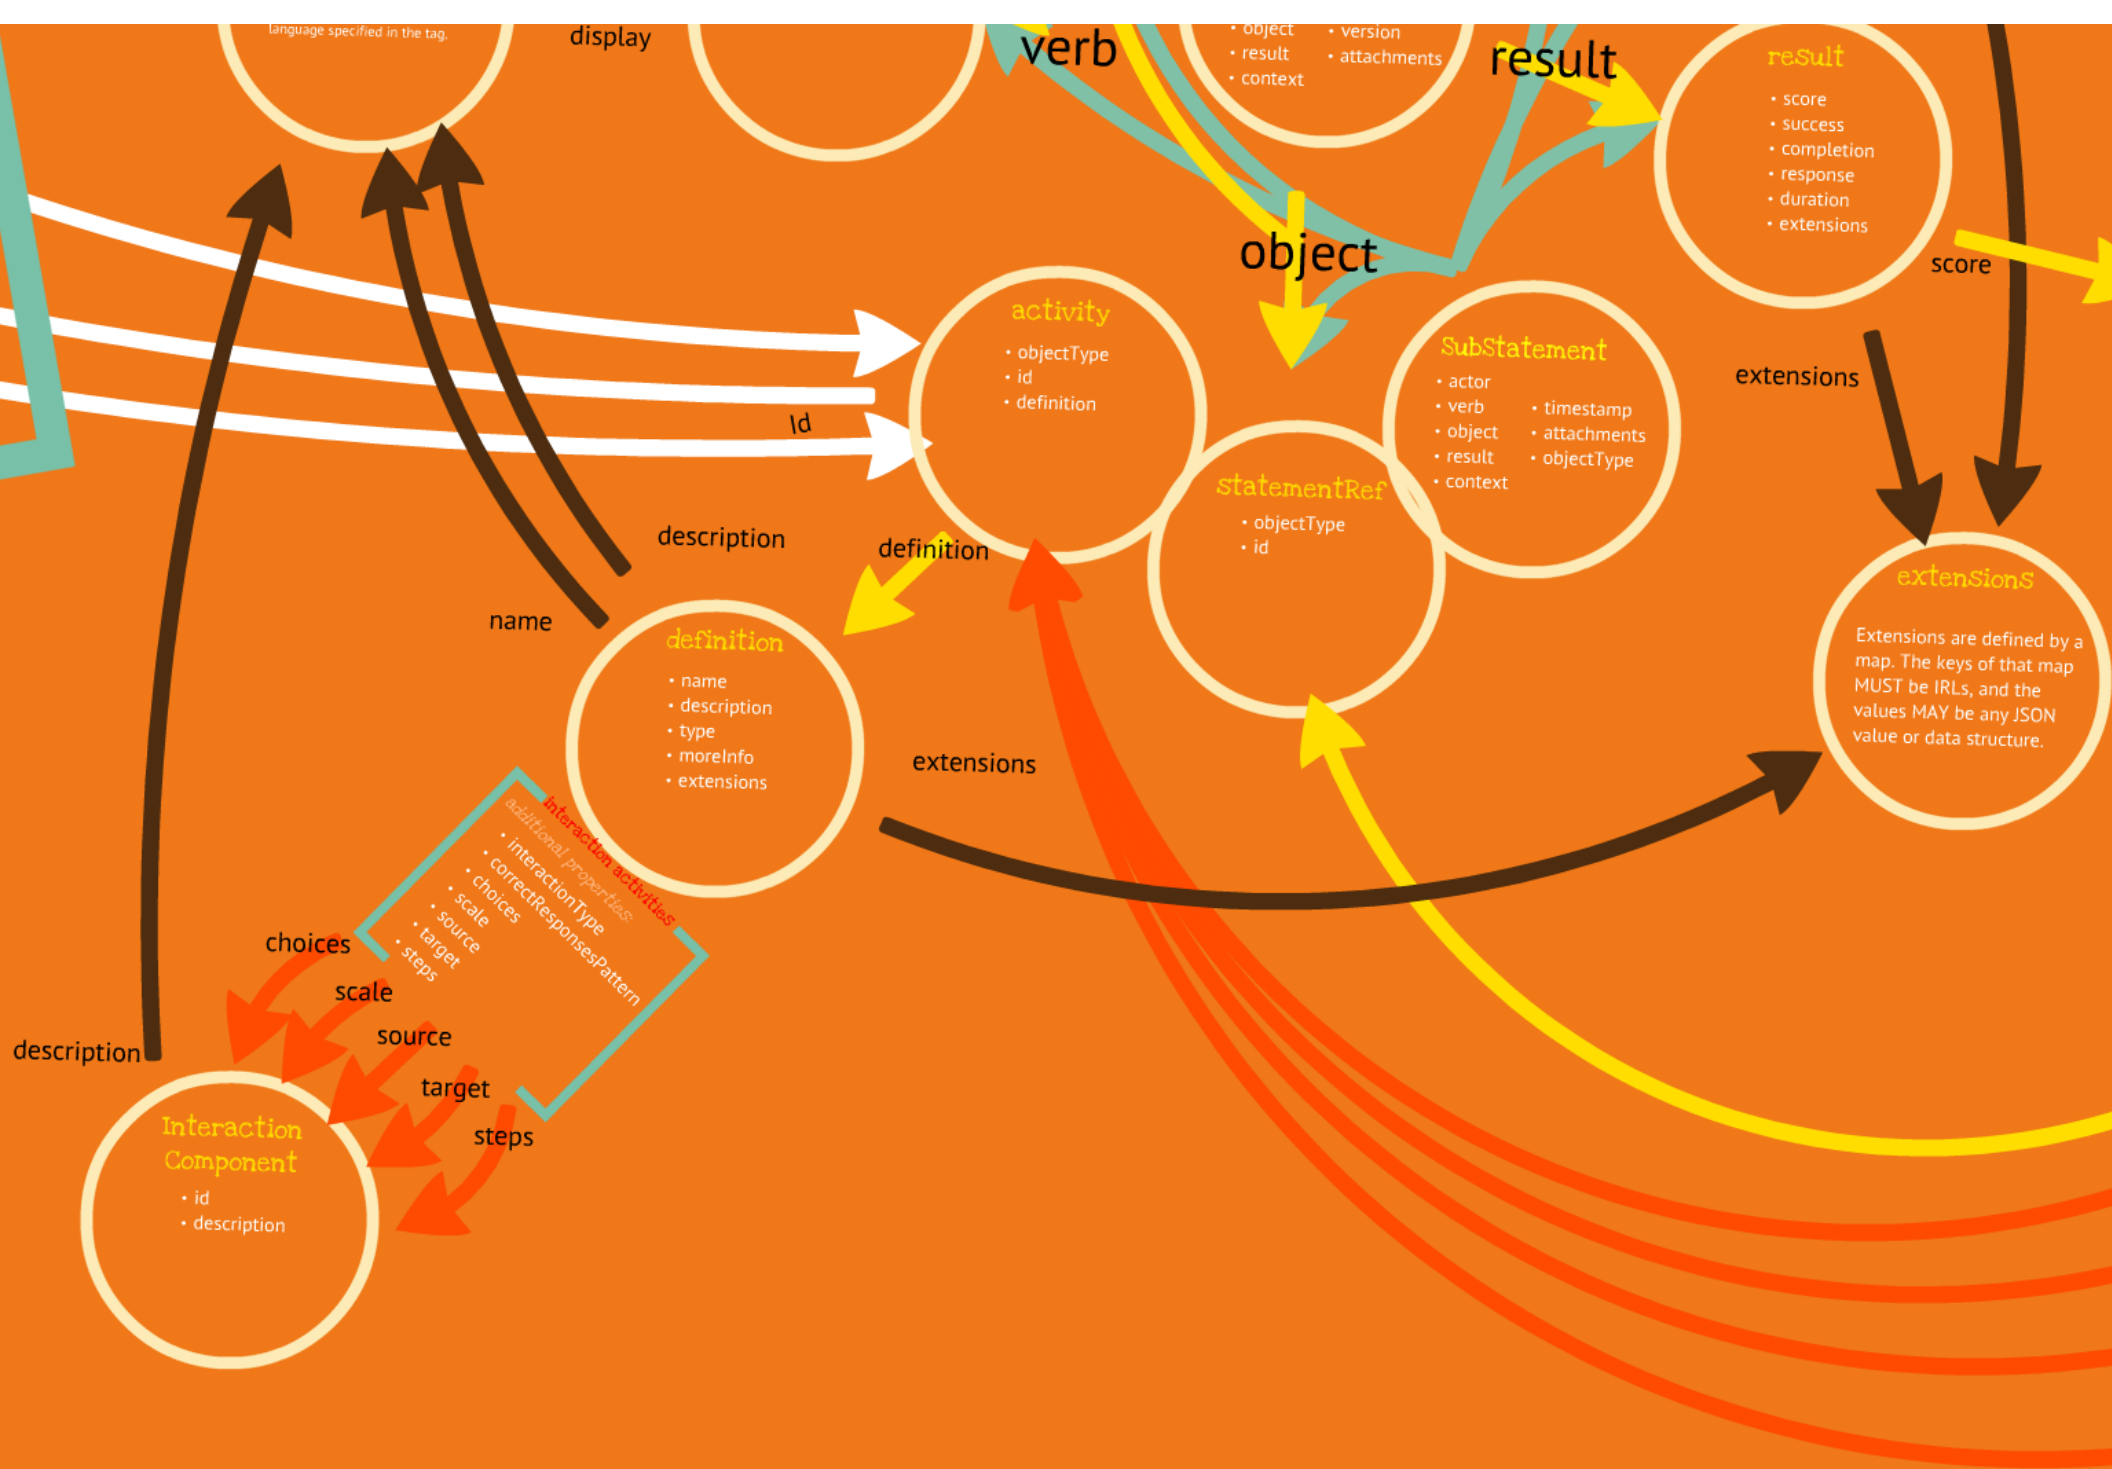 language specified in the tag.
display
verb
• object
• result
• context
• version
• attachments
result
result
• score
• success
• completion
• response
• duration
• extensions
score
object
activity
• objectType
• id
• definition
Id
SubStatement
• actor
• verb
• object
• result
• context
• timestamp
• attachments
• objectType
extensions
statementRef
• objectType
• id
description
definition
name
definition
• name
• description
• type
• moreInfo
• extensions
extensions
extensions
Extensions are defined by a
map. The keys of that map
MUST be IRLs, and the
values MAY be any JSON
value or data structure.
interaction activities
additional properties:
• interactionType
• correctResponsesPattern
• choices
• scale
• source
• target
• steps
choices
scale
source
target
steps
description
Interaction
Component
• id
• description